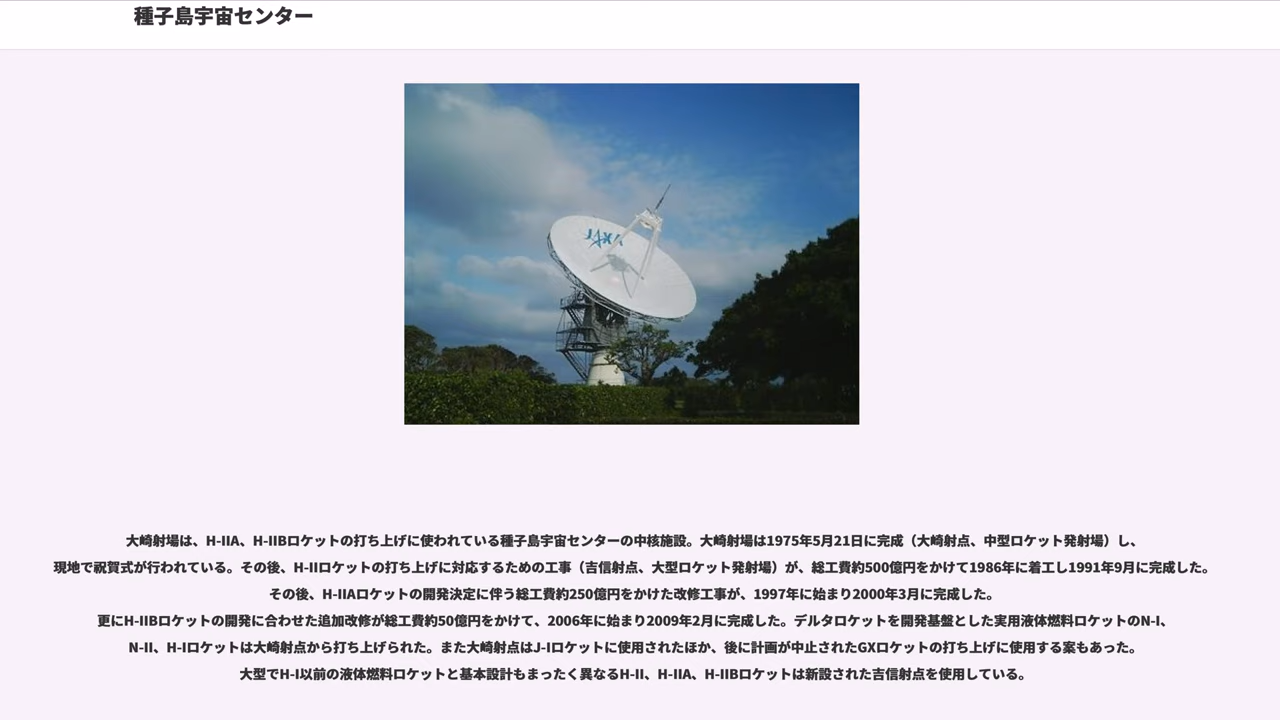 種子島宇宙センター
JAXA
大崎射場は、H-IIA、H-IIBロケットの打ち上げに使われている種子島宇宙センターの中核施設。大崎射場は1975年5月21日に完成（大崎射点、中型ロケット発射場）し、
現地で祝賀式が行われている。その後、H-IIロケットの打ち上げに対応するための工事（吉信射点、大型ロケット発射場）が、総工費約500億円をかけて1986年に着工し1991年9月に完成した。
その後、H-IIAロケットの開発決定に伴う総工費約250億円をかけた改修工事が、1997年に始まり2000年3月に完成した。
更にH-IIBロケットの開発に合わせた追加改修が総工費約50億円をかけて、2006年に始まり2009年2月に完成した。デルタロケットを開発基盤とした実用液体燃料ロケットのN-I、
N-II、H-Iロケットは大崎射点から打ち上げられた。また大崎射点はJ-Iロケットに使用されたほか、後に計画が中止されたGXロケットの打ち上げに使用する案もあった。
大型でH-I以前の液体燃料ロケットと基本設計もまったく異なるH-II、H-IIA、H-IIBロケットは新設された吉信射点を使用している。